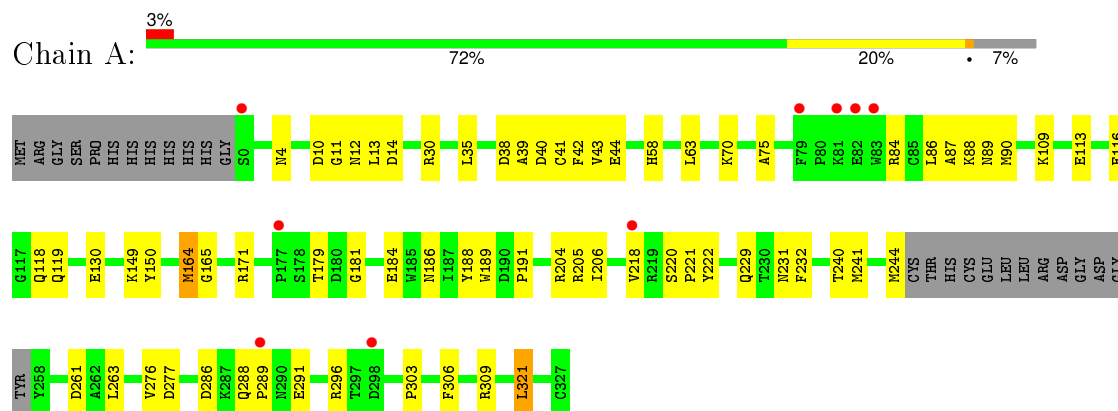 3%
Chain A:
72% 20% • 7%
MET ARG GLY SER PRO HIS HIS HIS HIS HIS HIS GLY S0 N4 D10 G11 N12 L13 D14 R30 L35 D38 A39 D40 C41 F42 V43 E44 H58 L63 K70 A75 F79 P80 K81 E82 W83 R84 C85 L86 A87 K88 N89 M90 K109 E113 E116
G117 Q118 Q119 E130 K149 Y150 M164 G165 R171 P177 S178 T179 D180 G181 E184 W185 N186 I187 Y188 W189 D190 P191 R204 R205 I206 V218 R219 S220 P221 Y222 Q229 T230 N231 F232 T240 M241 M244 CYS THR HIS CYS GLU LEU LEU ARG ASP GLY ASP GLY
TYR Y258 D261 A262 L263 V276 D277 D286 K287 Q288 P289 N290 E291 R296 T297 D298 P303 F306 R309 L321 C327